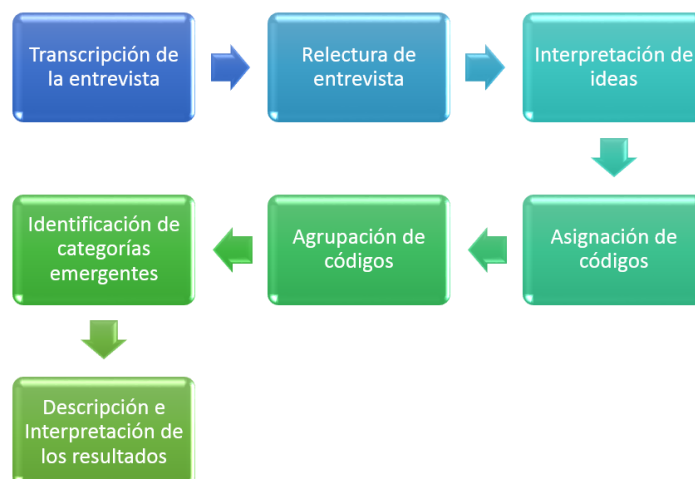 Transcripción de
la entrevista
Relectura de
entrevista
Interpretación de
ideas
Asignación de
códigos
Agrupación de
códigos
Identificación de
categorías
emergentes
Descripción e
Interpretación de
los resultados